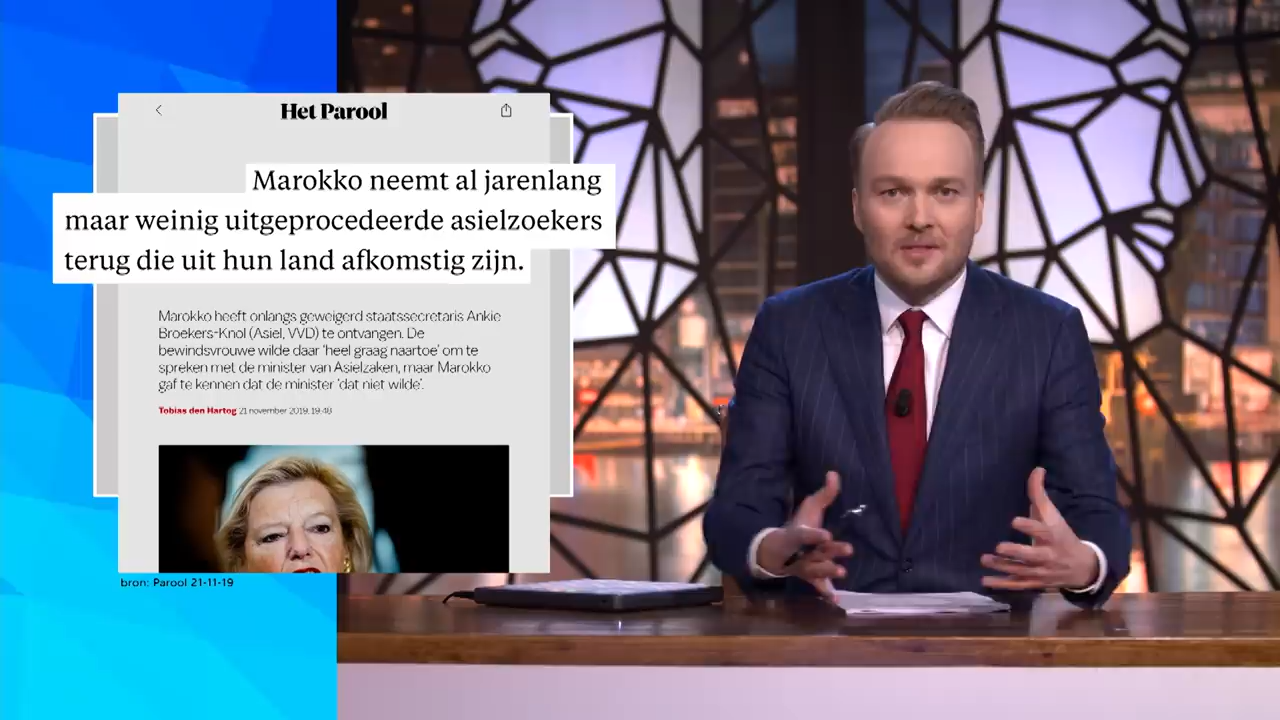 Het Parool
Marokko neemt al jarenlang
maar weinig uitgeprocedeerde asielzoekers
terug die uit hun land afkomstig zijn.
Marokko heeft onlangs geweigerd staatssecretaris Ankie
Broekers-Knol (Asiel, VVD) te ontvangen. De
bewindsvrouwe wilde daar 'heel graag naartoe' om te
spreken met de minister van Asielzaken, maar Marokko
gaf te kennen dat de minister 'dat niet wilde'.
Tobias den Hartog 21 november 2019, 19:48
bron: Parool 21-11-19